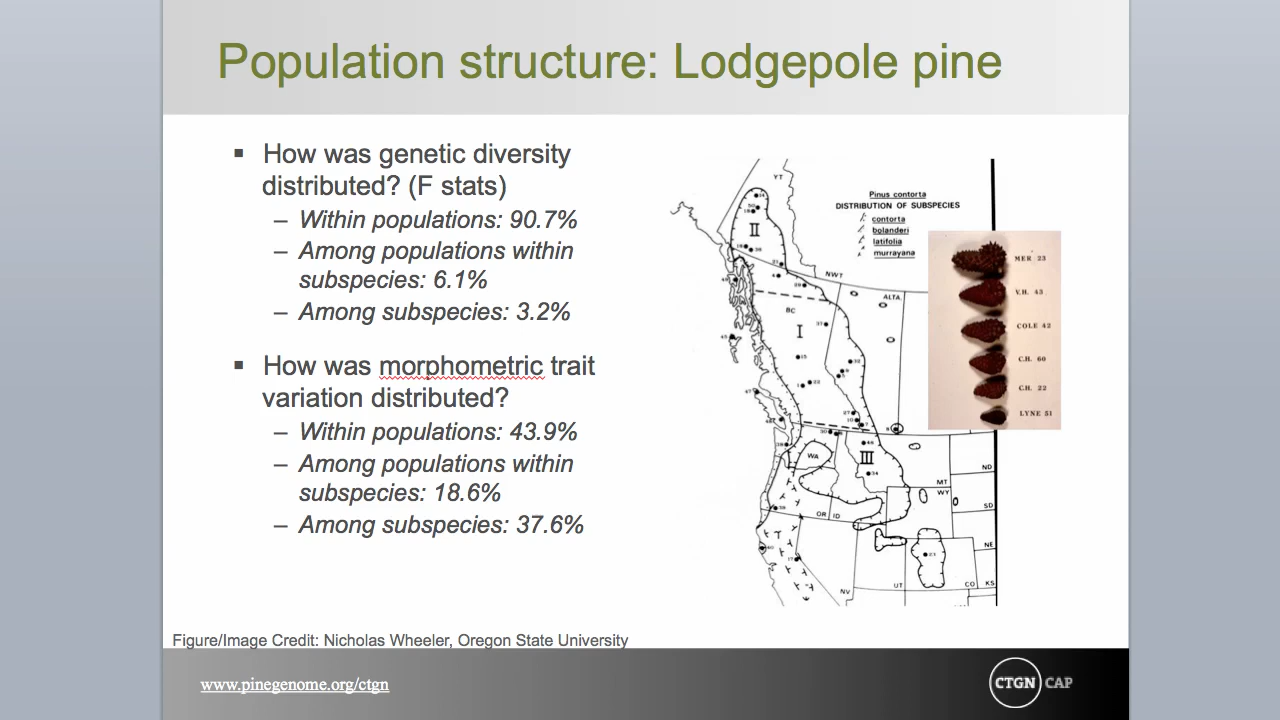 Population structure: Lodgepole pine
▪ How was genetic diversity
distributed? (F stats)
– Within populations: 90.7%
– Among populations within
subspecies: 6.1%
– Among subspecies: 3.2%
▪ How was morphometric trait
variation distributed?
– Within populations: 43.9%
– Among populations within
subspecies: 18.6%
– Among subspecies: 37.6%
Pinus contorta
DISTRIBUTION OF SUBSPECIES
contorta
bolanderi
latifolia
murrayana
YT
II
NWT
ALTA.
BC
I
WA
III
MT
ND
WY
SD
OR
ID
NE
NV
UT
CO
KS
MER 23
V.H. 43
COLE 42
C.H. 60
C.H. 22
LYNE 51
Figure/Image Credit: Nicholas Wheeler, Oregon State University
www.pinegenome.org/ctgn
CTGN CAP